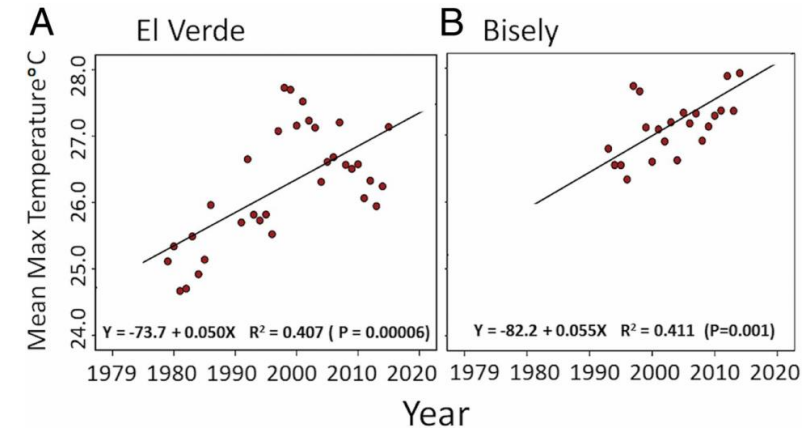 A El Verde
B Bisely
Mean Max Temperature°C
28.0
27.0
26.0
25.0
24.0
Y = -73.7 + 0.050X R² = 0.407 ( P = 0.00006)
Y = -82.2 + 0.055X R² = 0.411 (P=0.001)
1979 1980 1990 2000 2010 2020
1979 1980 1990 2000 2010 2020
Year